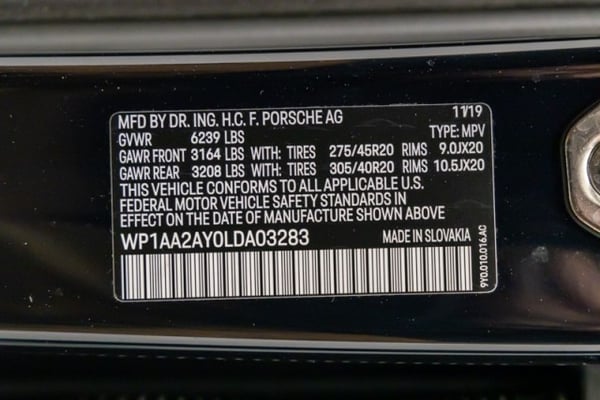 MFD BY DR. ING. H.C. F. PORSCHE AG 11/19
GVWR 6239 LBS TYPE: MPV
GAWR FRONT 3164 LBS WITH: TIRES 275/45R20 RIMS 9.0JX20
GAWR REAR 3208 LBS WITH: TIRES 305/40R20 RIMS 10.5JX20
THIS VEHICLE CONFORMS TO ALL APPLICABLE U.S.
FEDERAL MOTOR VEHICLE SAFETY STANDARDS IN
EFFECT ON THE DATE OF MANUFACTURE SHOWN ABOVE
WP1AA2AY0LDA03283 MADE IN SLOVAKIA
9Y0.010.016.AC